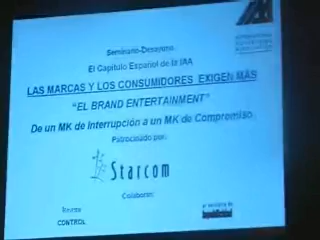 Seminario-Desayuno
El Capítulo Español de la IAA
LAS MARCAS Y LOS CONSUMIDORES EXIGEN MÁS
"EL BRAND ENTERTAINMENT"
De un MK de Interrupción a un MK de Compromiso
Patrocinado por:
Starcom
Colaboran:
CONTROL